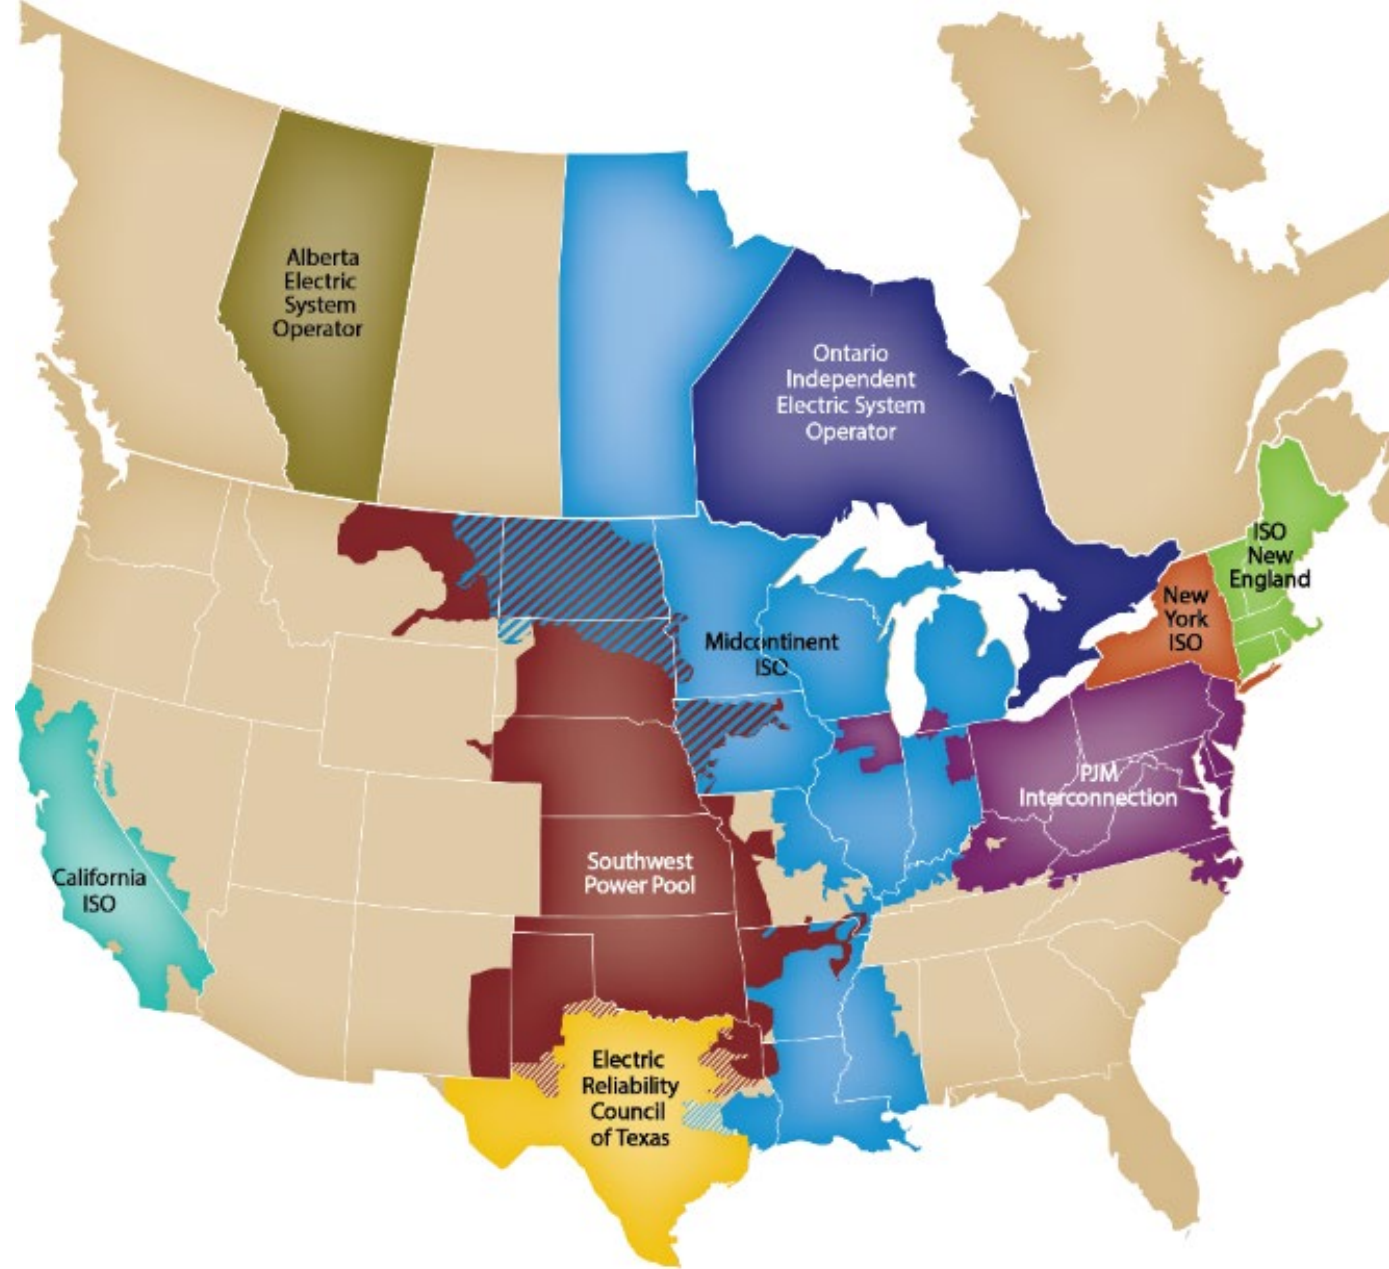 Alberta
Electric
System
Operator
Ontario
Independent
Electric System
Operator
ISO
New
England
New
York
ISO
Midcontinent
ISO
PJM
Interconnection
Southwest
Power Pool
California
ISO
Electric
Reliability
Council
of Texas